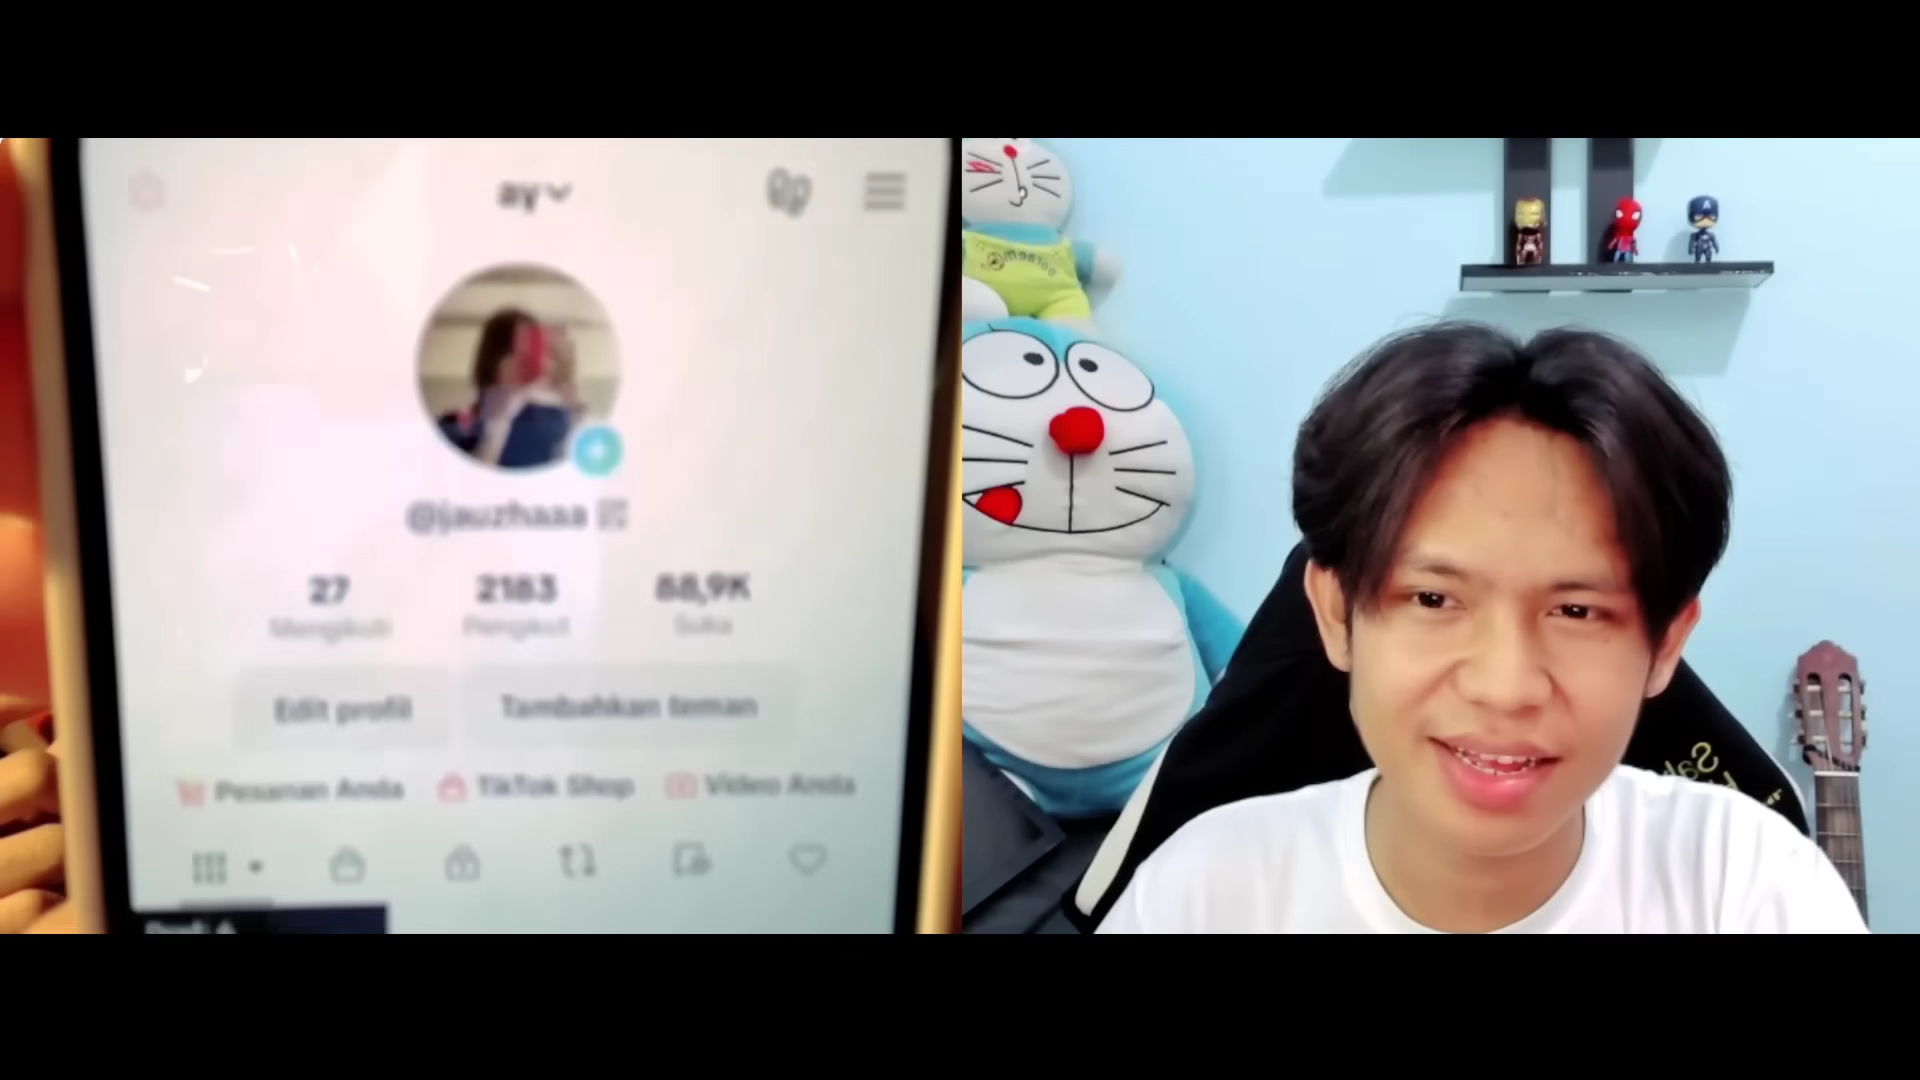 ay
@jauzhaaa
27 2183 88,9K
Mengikuti Pengikut Suka
Edit profil Tambahkan teman
Pesanan Anda TikTok Shop Video Anda